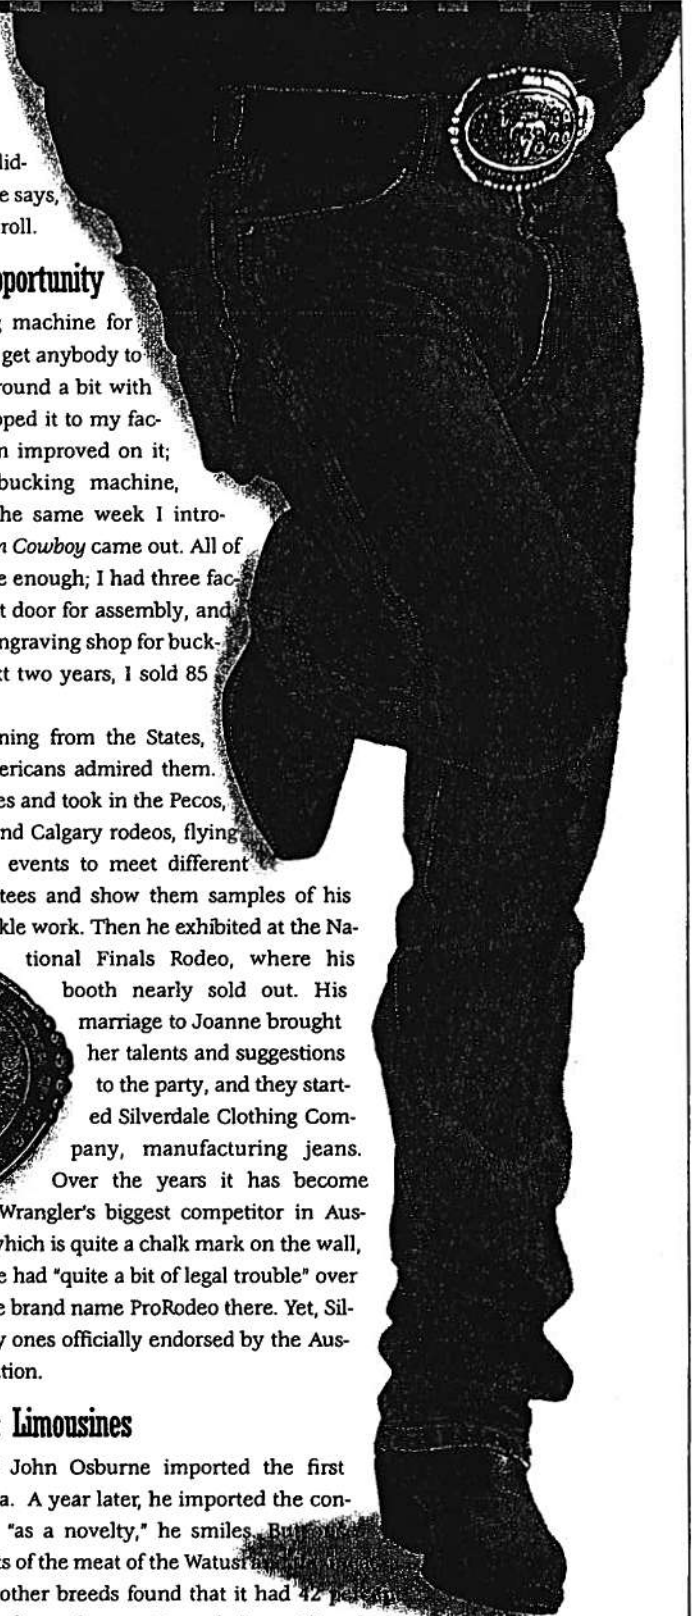 lid-
e says,
roll.
pportunity
g machine for
get anybody to
round a bit with
pped it to my fac-
n improved on it;
bucking machine,
he same week I intro-
n Cowboy came out. All of
e enough; I had three fac-
t door for assembly, and
ngraving shop for buck-
xt two years, I sold 85
ning from the States,
ericans admired them.
es and took in the Pecos,
nd Calgary rodeos, flying
events to meet different
tees and show them samples of his
kle work. Then he exhibited at the Na-
tional Finals Rodeo, where his
booth nearly sold out. His
marriage to Joanne brought
her talents and suggestions
to the party, and they start-
ed Silverdale Clothing Com-
pany, manufacturing jeans.
Over the years it has become
Wrangler's biggest competitor in Aus-
which is quite a chalk mark on the wall,
e had "quite a bit of legal trouble" over
e brand name ProRodeo there. Yet, Sil-
y ones officially endorsed by the Aus-
tion.
Limousines
John Osburne imported the first
a. A year later, he imported the con-
"as a novelty," he smiles.
ts of the meat of the Watusi
other breeds found that it had 42